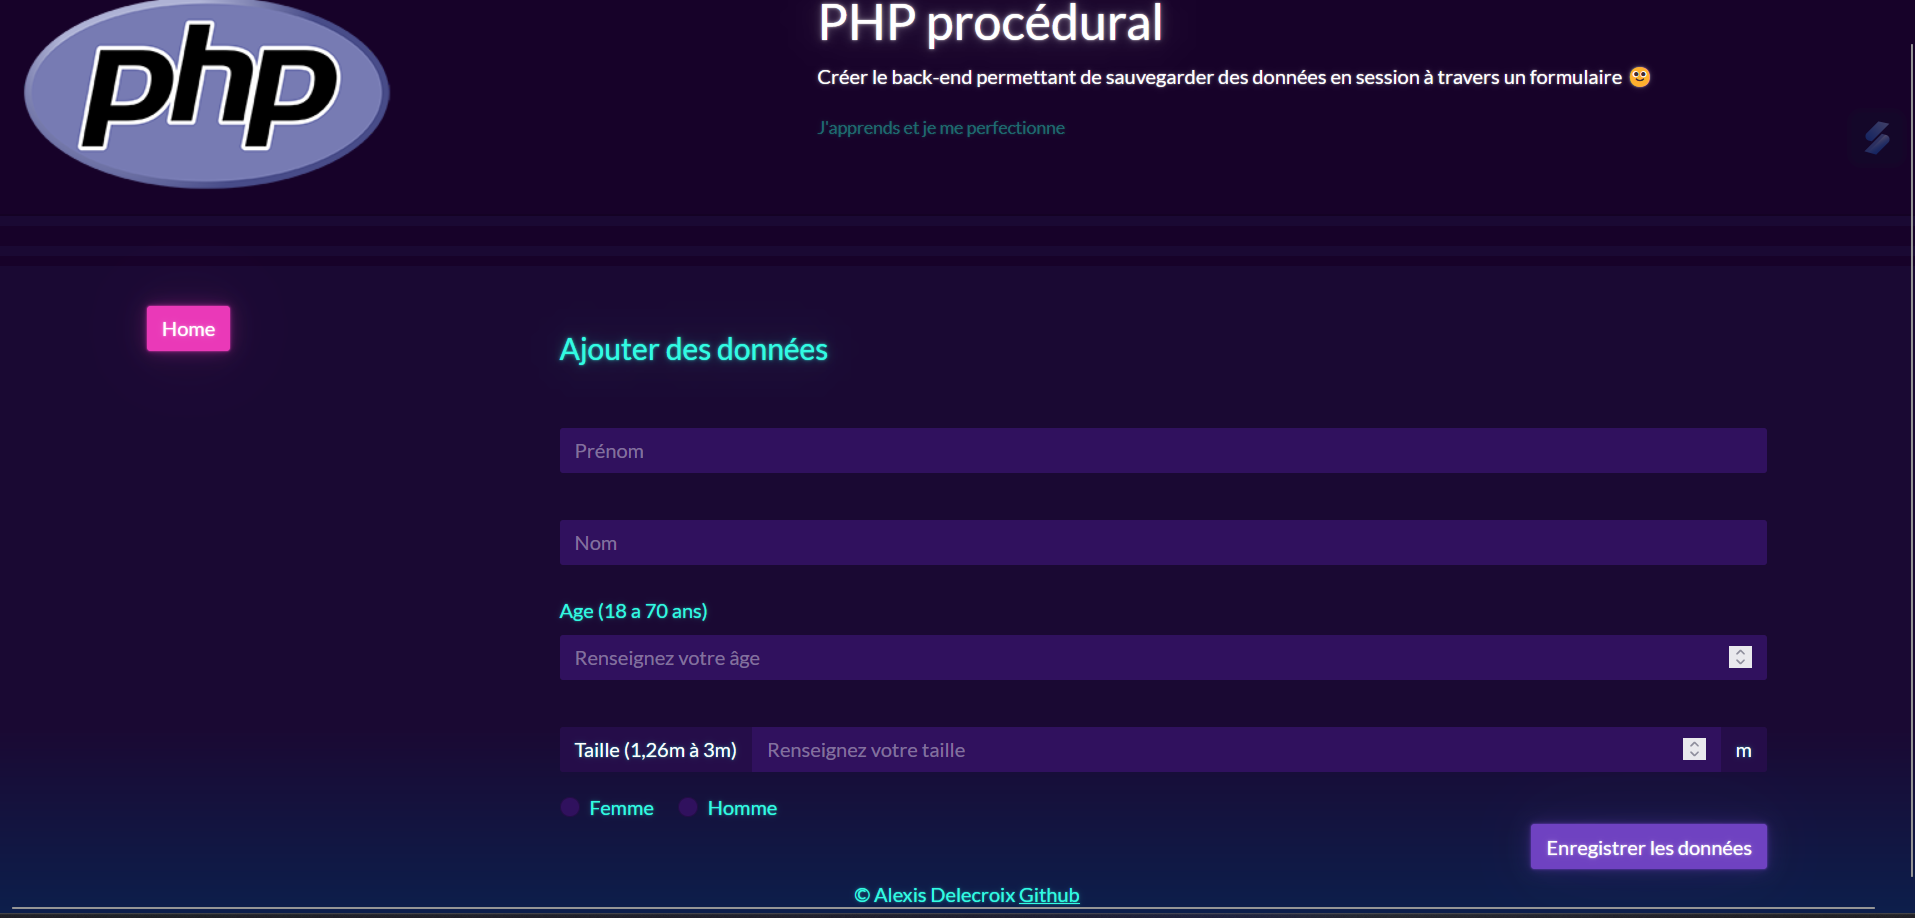 php
PHP procédural
Créer le back-end permettant de sauvegarder des données en session à travers un formulaire
J'apprends et je me perfectionne
Home
Ajouter des données
Prénom
Nom
Age (18 a 70 ans)
Renseignez votre âge
Taille (1,26m à 3m) Renseignez votre taille m
Femme Homme
Enregistrer les données
© Alexis Delecroix Github